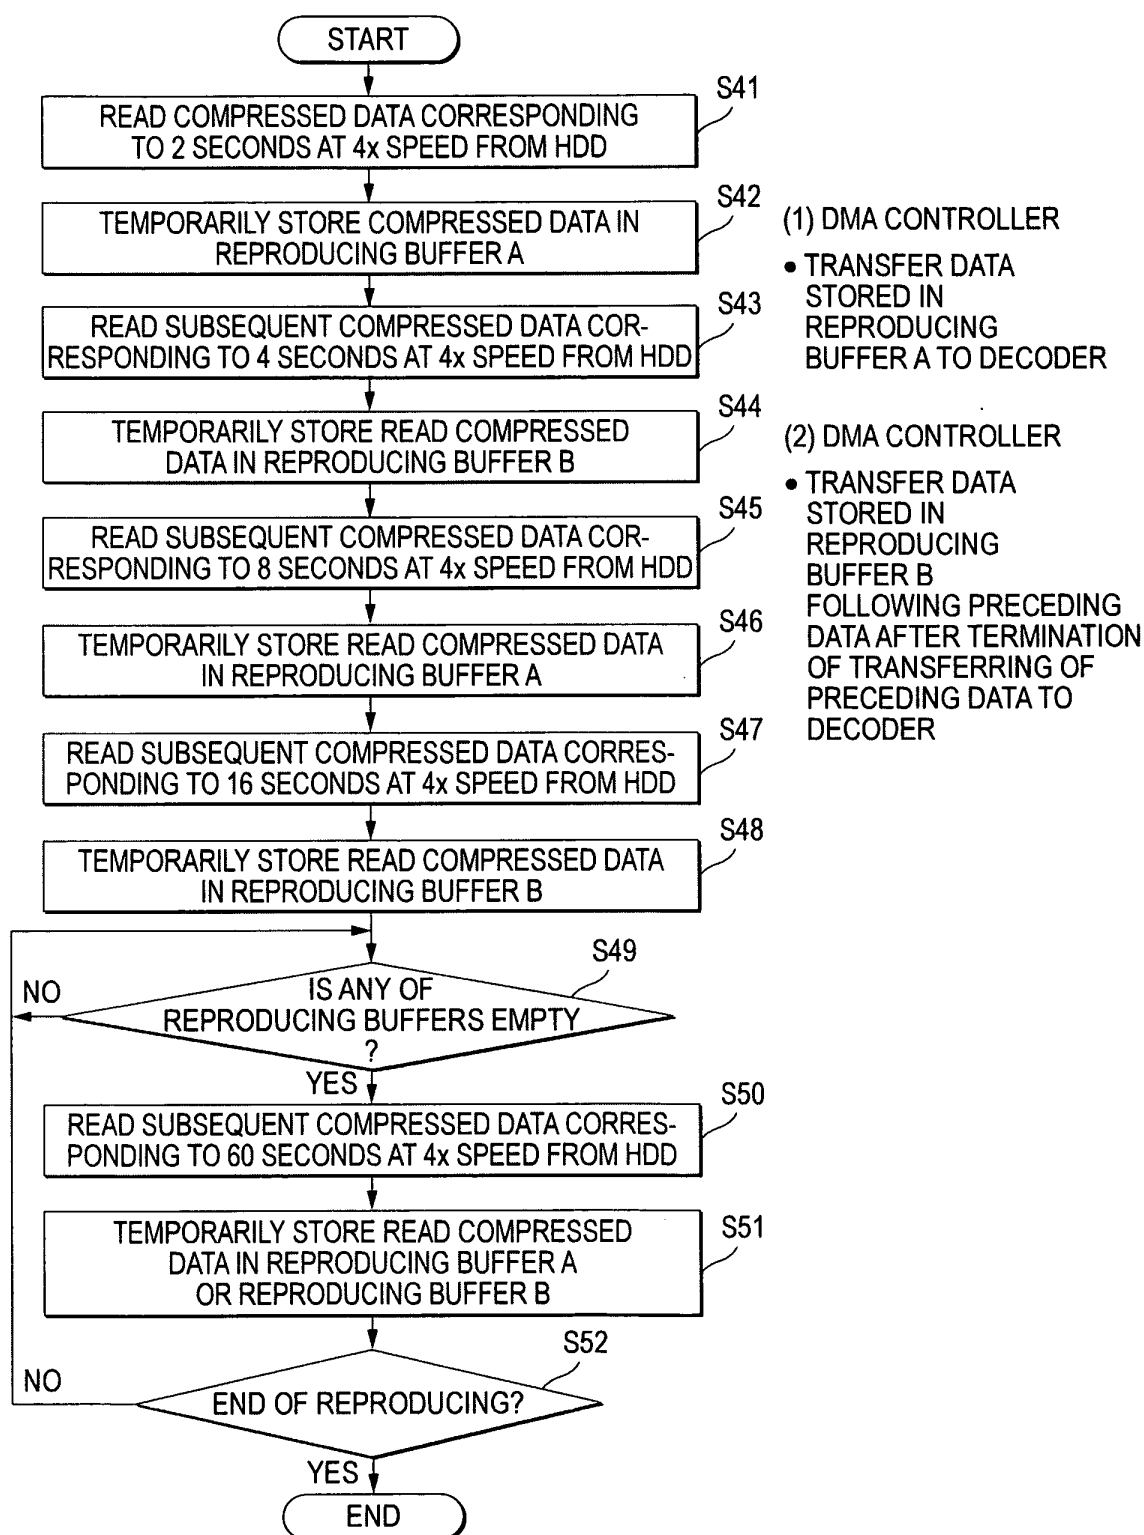 START
S41
READ COMPRESSED DATA CORRESPONDING
TO 2 SECONDS AT 4x SPEED FROM HDD
S42
TEMPORARILY STORE COMPRESSED DATA IN
REPRODUCING BUFFER A
S43
READ SUBSEQUENT COMPRESSED DATA COR-
RESPONDING TO 4 SECONDS AT 4x SPEED FROM HDD
S44
TEMPORARILY STORE READ COMPRESSED
DATA IN REPRODUCING BUFFER B
S45
READ SUBSEQUENT COMPRESSED DATA COR-
RESPONDING TO 8 SECONDS AT 4x SPEED FROM HDD
S46
TEMPORARILY STORE READ COMPRESSED DATA
IN REPRODUCING BUFFER A
S47
READ SUBSEQUENT COMPRESSED DATA CORRES-
PONDING TO 16 SECONDS AT 4x SPEED FROM HDD
S48
TEMPORARILY STORE READ COMPRESSED DATA
IN REPRODUCING BUFFER B
S49
IS ANY OF
REPRODUCING BUFFERS EMPTY
?
NO
YES
S50
READ SUBSEQUENT COMPRESSED DATA CORRES-
PONDING TO 60 SECONDS AT 4x SPEED FROM HDD
S51
TEMPORARILY STORE READ COMPRESSED
DATA IN REPRODUCING BUFFER A
OR REPRODUCING BUFFER B
S52
END OF REPRODUCING?
NO
YES
END
(1) DMA CONTROLLER
• TRANSFER DATA
STORED IN
REPRODUCING
BUFFER A TO DECODER
(2) DMA CONTROLLER
• TRANSFER DATA
STORED IN
REPRODUCING
BUFFER B
FOLLOWING PRECEDING
DATA AFTER TERMINATION
OF TRANSFERRING OF
PRECEDING DATA TO
DECODER